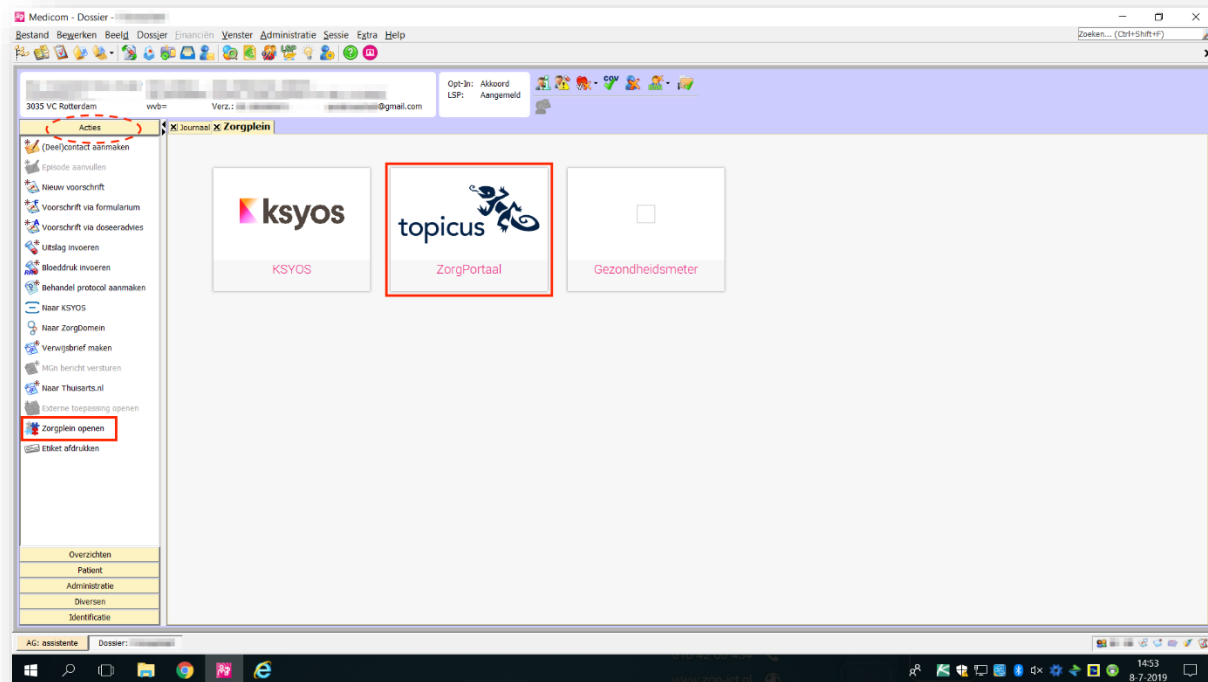 Medicom - Dossier -
Bestand Bewerken Beeld Dossier Financiën Venster Administratie Sessie Extra Help
Zoeken... (Ctrl+Shift+F)
LSP
Opt-In: Akkoord
LSP: Aangemeld
COV
3035 VC Rotterdam vvb= Verz.: @gmail.com
Acties
X Journaal X Zorgplein
(Deel)contact aanmaken
Episode aanvullen
Nieuw voorschrift
Voorschrift via formularium
Voorschrift via doseeradvies
Uitslag invoeren
Bloeddruk invoeren
Behandel protocol aanmaken
Naar KSYOS
Naar ZorgDomein
Verwijsbrief maken
MGn bericht versturen
Naar Thuisarts.nl
Externe toepassing openen
Zorgplein openen
Etiket afdrukken
ksyos
KSYOS
topicus
ZorgPortaal
Gezondheidsmeter
Overzichten
Patient
Administratie
Diversen
Identificatie
AG: assistente Dossier:
14:53
8-7-2019